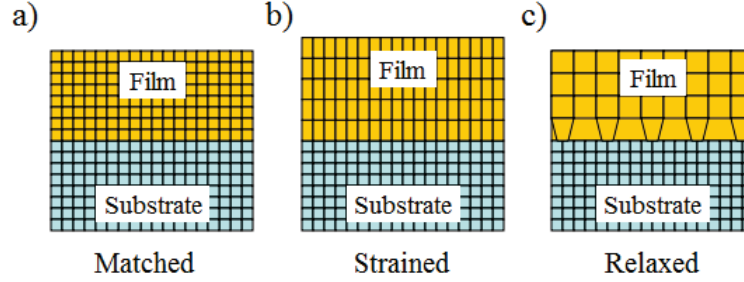 a)
b)
c)
Film
Film
Film
Substrate
Substrate
Substrate
Matched
Strained
Relaxed